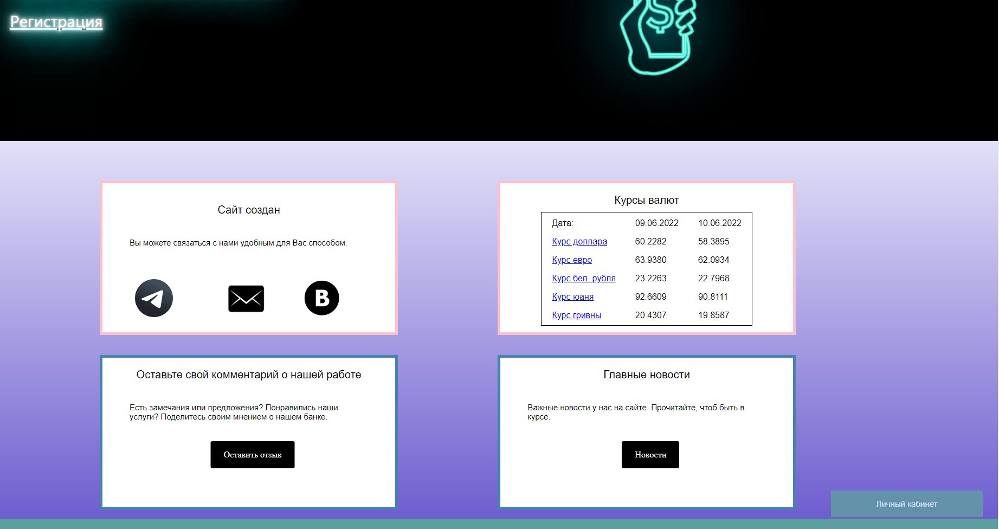 Регистрация
Сайт создан
Вы можете связаться с нами удобным для Вас способом.
B
Курсы валют
Дата: 09.06.2022 10.06.2022
Курс доллара 60.2282 58.3895
Курс евро 63.9380 62.0934
Курс бел. рубля 23.2263 22.7968
Курс юаня 92.6609 90.8111
Курс гривны 20.4307 19.8587
Оставьте свой комментарий о нашей работе
Есть замечания или предложения? Понравились наши
услуги? Поделитесь своим мнением о нашем банке.
Оставить отзыв
Главные новости
Важные новости у нас на сайте. Прочитайте, чтоб быть в
курсе.
Новости
Личный кабинет